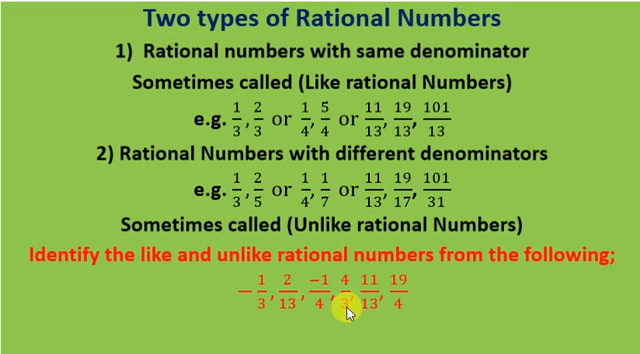 Two types of Rational Numbers
1) Rational numbers with same denominator
Sometimes called (Like rational Numbers)
e.g. 1/3, 2/3 or 1/4, 5/4 or 11/13, 19/13, 101/13
2) Rational Numbers with different denominators
e.g. 1/3, 2/5 or 1/4, 1/7 or 11/13, 19/17, 101/31
Sometimes called (Unlike rational Numbers)
Identify the like and unlike rational numbers from the following;
−1/3, 2/13, −1/4, 4/3, 11/13, 19/4